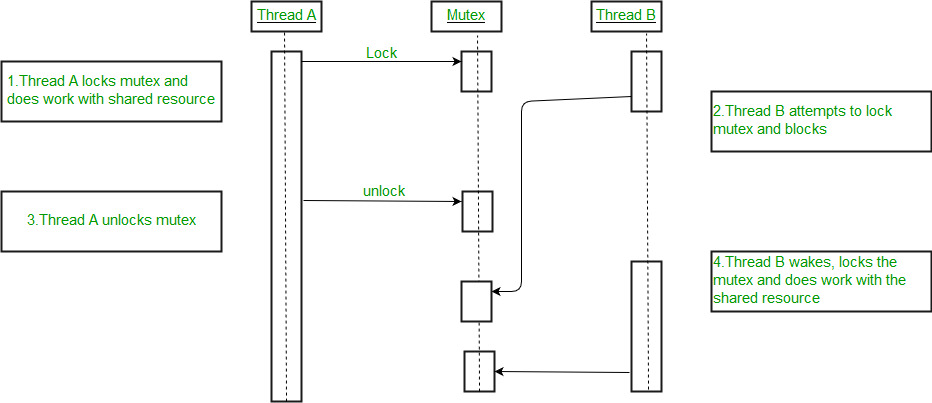 Thread A
Mutex
Thread B
Lock
1.Thread A locks mutex and
does work with shared resource
2.Thread B attempts to lock
mutex and blocks
unlock
3.Thread A unlocks mutex
4.Thread B wakes, locks the
mutex and does work with the
shared resource